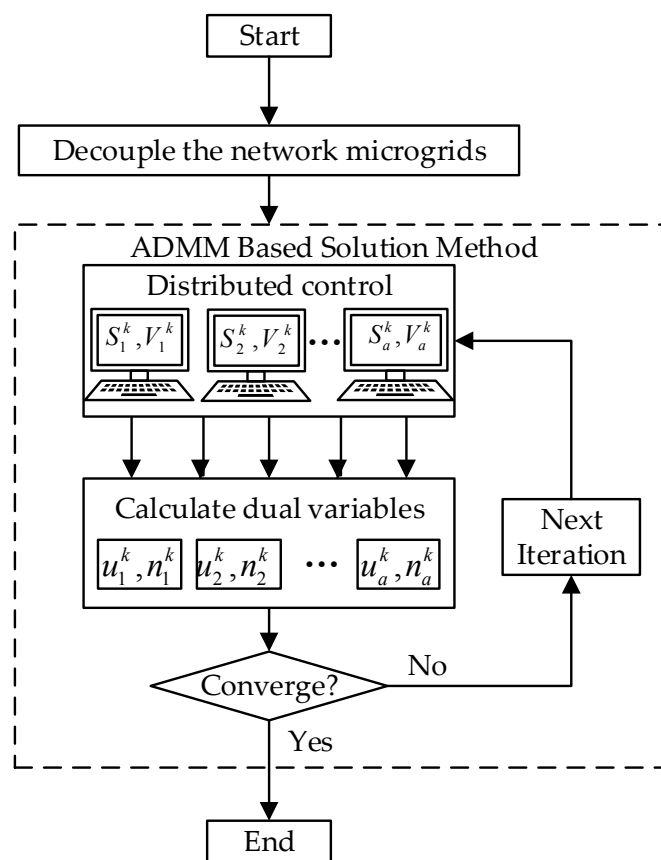 Start
Decouple the network microgrids
ADMM Based Solution Method
Distributed control
S_1^k, V_1^k S_2^k, V_2^k ••• S_a^k, V_a^k
Calculate dual variables
u_1^k, n_1^k u_2^k, n_2^k ••• u_a^k, n_a^k
Next
Iteration
No
Converge?
Yes
End